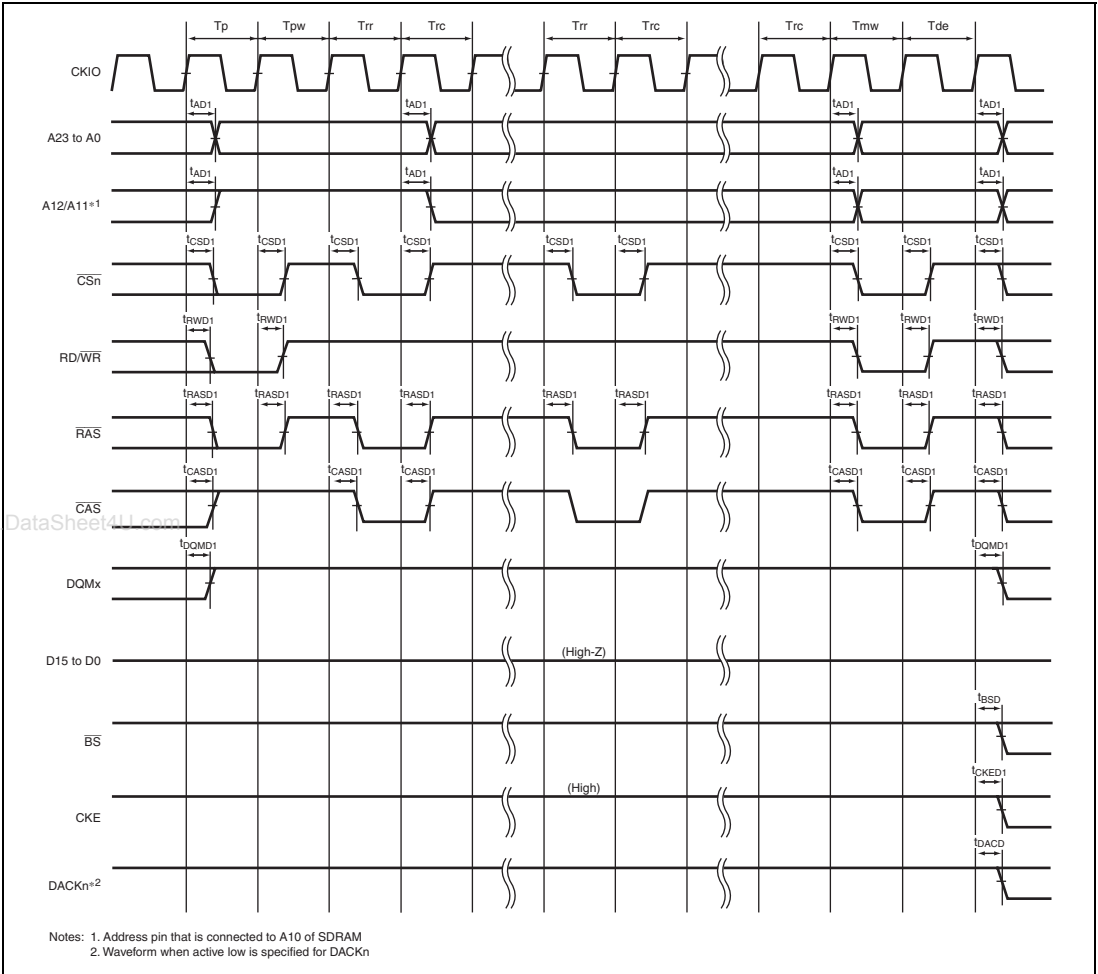 Tp Tpw Trr Trc Trr Trc Trc Tmw Tde
CKIO
tAD1 tAD1 tAD1 tAD1
A23 to A0
tAD1 tAD1 tAD1 tAD1
A12/A11*1
tCSD1 tCSD1 tCSD1 tCSD1 tCSD1 tCSD1 tCSD1 tCSD1 tCSD1
CSn
tRWD1 tRWD1 tRWD1 tRWD1 tRWD1
RD/WR
tRASD1 tRASD1 tRASD1 tRASD1 tRASD1 tRASD1 tRASD1 tRASD1 tRASD1
RAS
tCASD1 tCASD1 tCASD1 tCASD1 tCASD1 tCASD1
CAS
DataSheet4U.com
tDQMD1 tDQMD1
DQMx
D15 to D0 (High-Z)
tBSD
BS
tCKED1
(High)
CKE
tDACD
DACKn*2
Notes: 1. Address pin that is connected to A10 of SDRAM
2. Waveform when active low is specified for DACKn